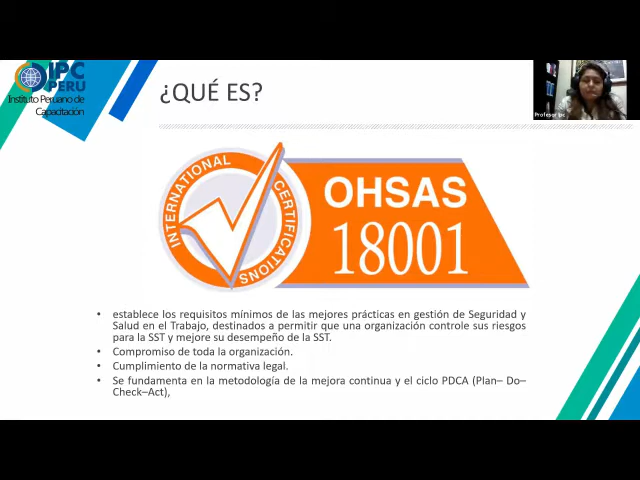 IPC
PERU
Instituto Peruano de
Capacitación
¿QUÉ ES?
Profesor ipc
INTERNATIONAL
CERTIFICATIONS
OHSAS
18001
• establece los requisitos mínimos de las mejores prácticas en gestión de Seguridad y
Salud en el Trabajo, destinados a permitir que una organización controle sus riesgos
para la SST y mejore su desempeño de la SST.
• Compromiso de toda la organización.
• Cumplimiento de la normativa legal.
• Se fundamenta en la metodología de la mejora continua y el ciclo PDCA (Plan– Do–
Check–Act),